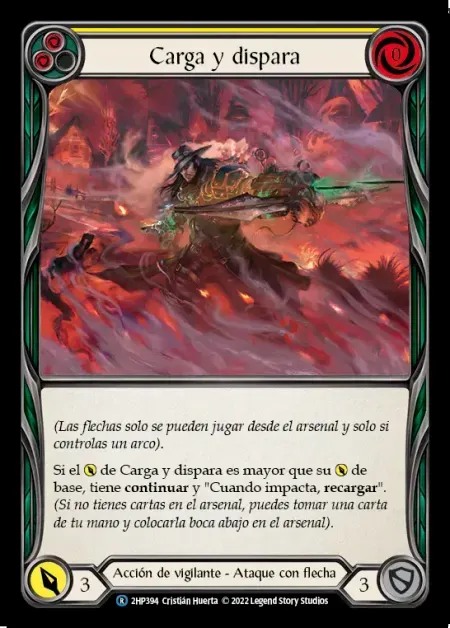 Carga y dispara
0
(Las flechas solo se pueden jugar desde el arsenal y solo si
controlas un arco).
Si el de Carga y dispara es mayor que su de
base, tiene continuar y "Cuando impacta, recargar".
(Si no tienes cartas en el arsenal, puedes tomar una carta
de tu mano y colocarla boca abajo en el arsenal).
3
Acción de vigilante - Ataque con flecha
3
R 2HP394 Cristián Huerta © 2022 Legend Story Studios